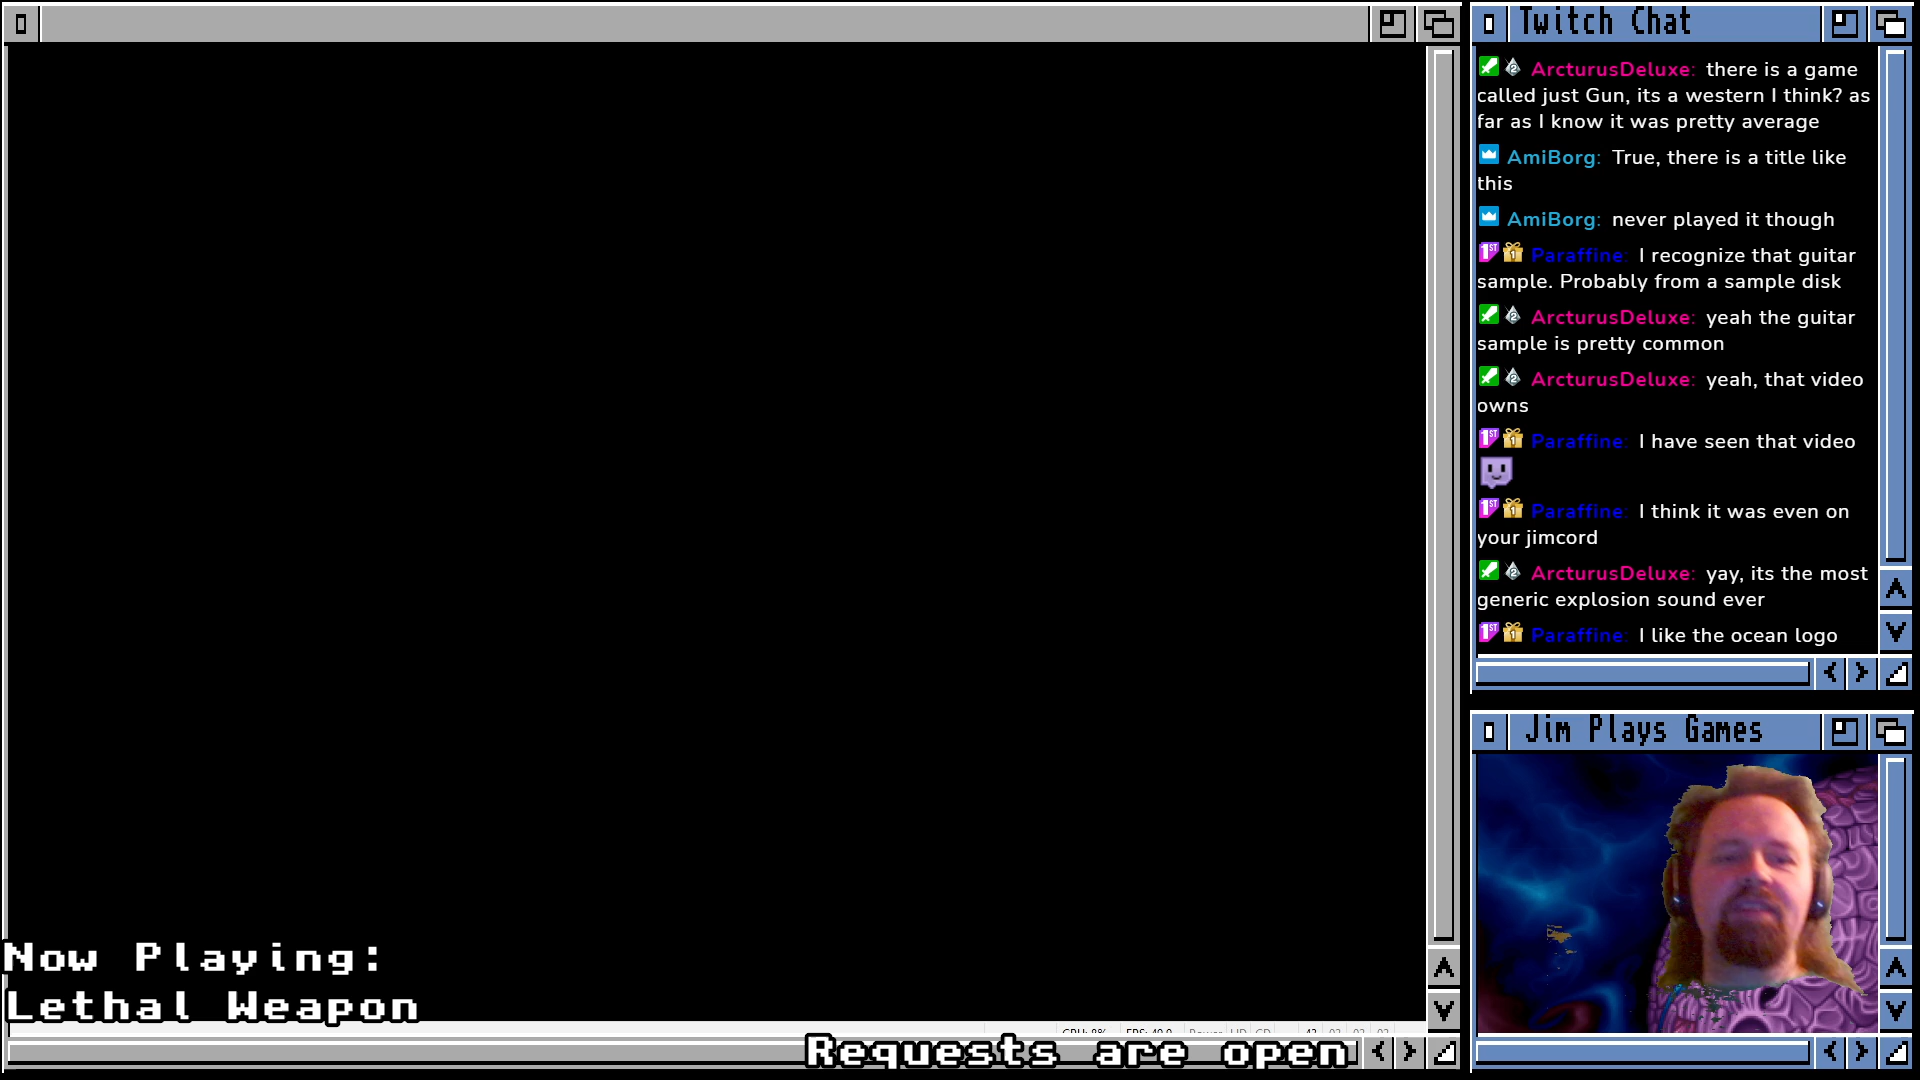 Twitch Chat
ArcturusDeluxe: there is a game
called just Gun, its a western I think? as
far as I know it was pretty average
AmiBorg: True, there is a title like
this
AmiBorg: never played it though
Paraffine: I recognize that guitar
sample. Probably from a sample disk
ArcturusDeluxe: yeah the guitar
sample is pretty common
ArcturusDeluxe: yeah, that video
owns
Paraffine: I have seen that video
Paraffine: I think it was even on
your jimcord
ArcturusDeluxe: yay, its the most
generic explosion sound ever
Paraffine: I like the ocean logo
Jim Plays Games
Now Playing:
Lethal Weapon
Requests are open